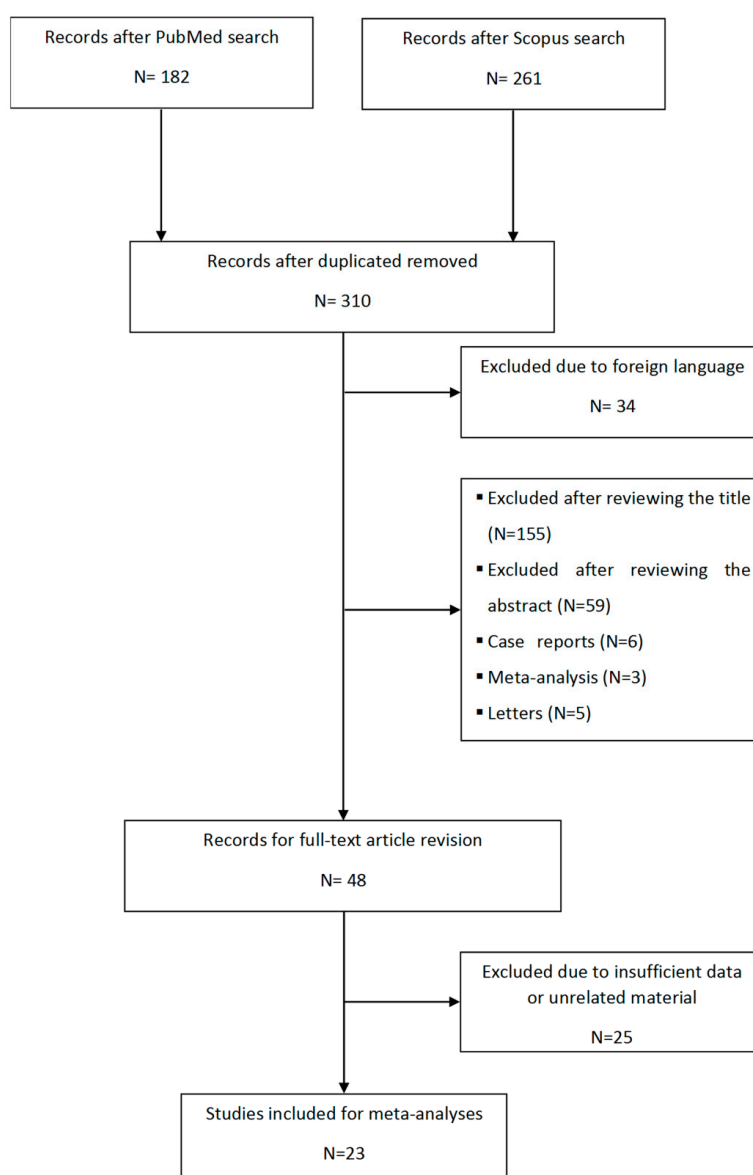 Records after PubMed search
N= 182
Records after Scopus search
N= 261
Records after duplicated removed
N= 310
Excluded due to foreign language
N= 34
▪ Excluded after reviewing the title
(N=155)
▪ Excluded after reviewing the
abstract (N=59)
▪ Case reports (N=6)
▪ Meta-analysis (N=3)
▪ Letters (N=5)
Records for full-text article revision
N= 48
Excluded due to insufficient data
or unrelated material
N=25
Studies included for meta-analyses
N=23